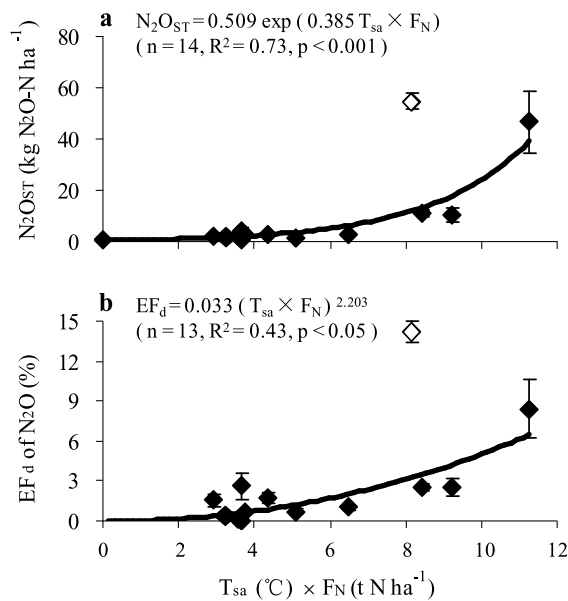 a N₂O_ST = 0.509 exp ( 0.385 T_sa × F_N)
( n = 14, R² = 0.73, p < 0.001)
80
60
40
20
0
N₂O_ST (kg N₂O-N ha⁻¹)
b EF_d = 0.033 ( T_sa × F_N) ²·²⁰³
( n = 13, R² = 0.43, p < 0.05)
15
12
9
6
3
0
EF_d of N₂O (%)
0 2 4 6 8 10 12
T_sa (℃) × F_N (t N ha⁻¹)